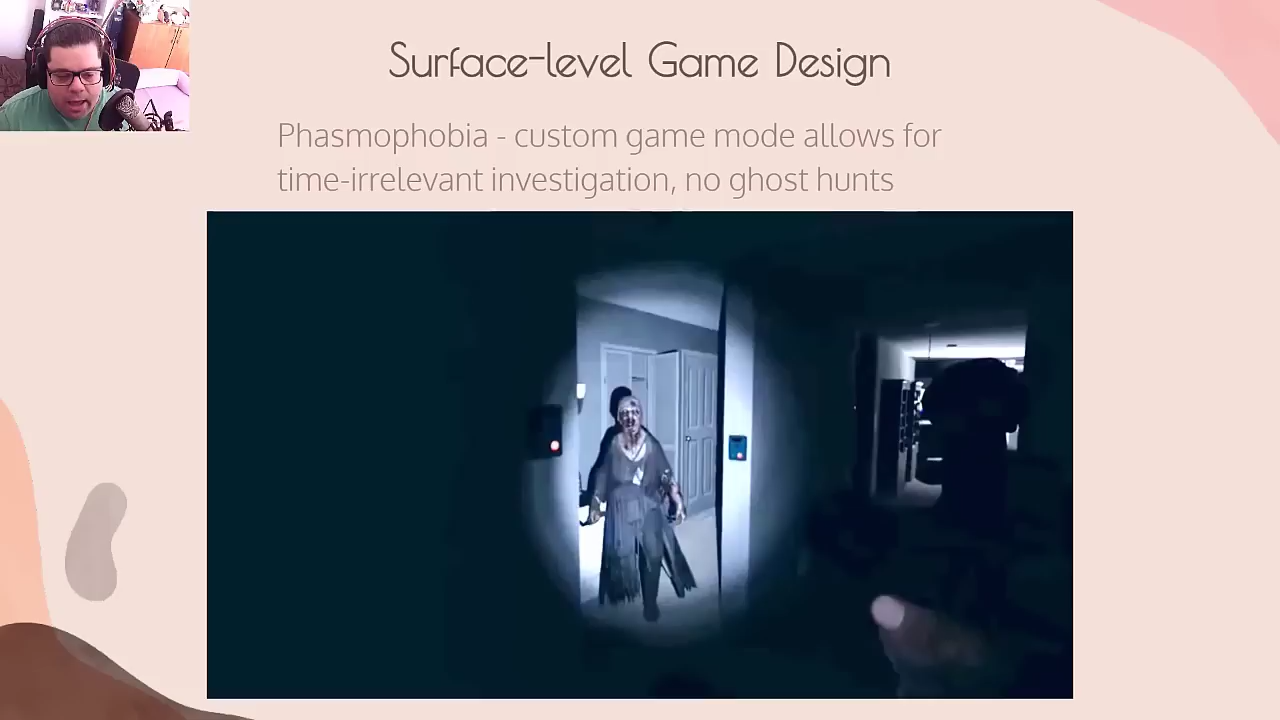 Surface-level Game Design
Phasmophobia - custom game mode allows for
time-irrelevant investigation, no ghost hunts